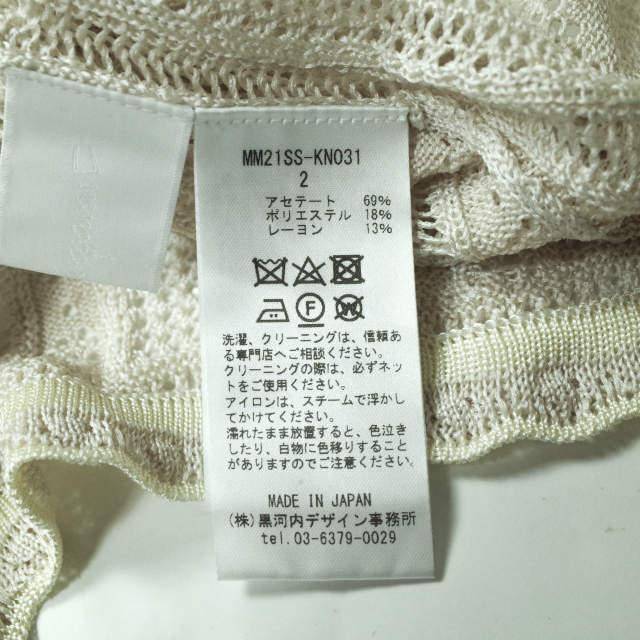 MM21SS-KN031
2
アセテート 69%
ポリエステル 18%
レーヨン 13%
洗濯、クリーニングは、信頼あ
る専門店へご相談ください。
クリーニングの際は、必ずネッ
トをご使用ください。
アイロンは、スチームで浮かし
てかけてください。
濡れたまま放置すると、色泣き
したり、白物に色移りすること
がありますのでご注意ください。
MADE IN JAPAN
(株)黒河内デザイン事務所
tel.03-6379-0029